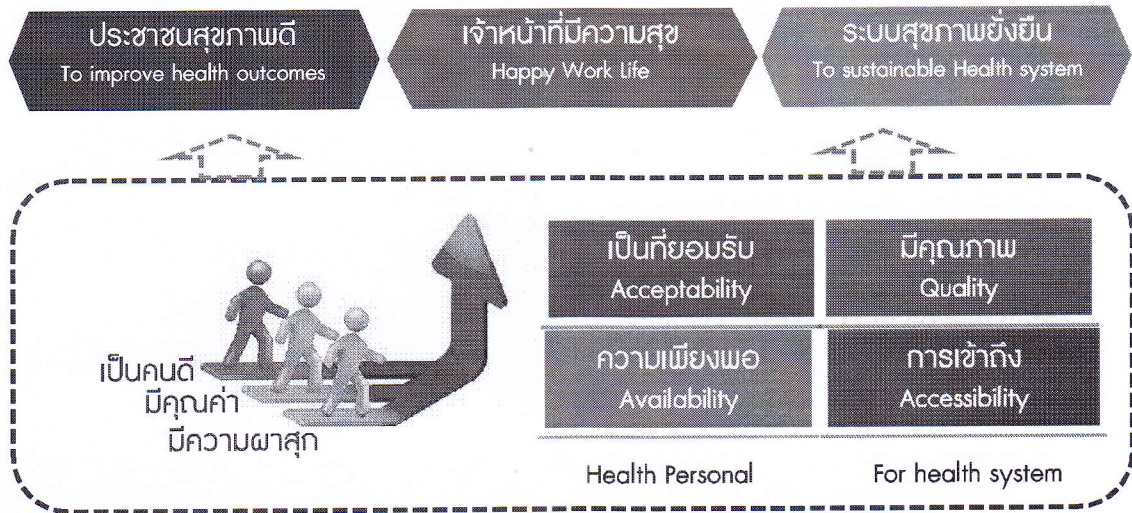 ประชาชนสุขภาพดี
To improve health outcomes
เจ้าหน้าที่มีความสุข
Happy Work Life
ระบบสุขภาพยั่งยืน
To sustainable Health system
เป็นคนดี
มีคุณค่า
มีความผาสุก
เป็นที่ยอมรับ
Acceptability
มีคุณภาพ
Quality
ความเพียงพอ
Availability
การเข้าถึง
Accessibility
Health Personal
For health system